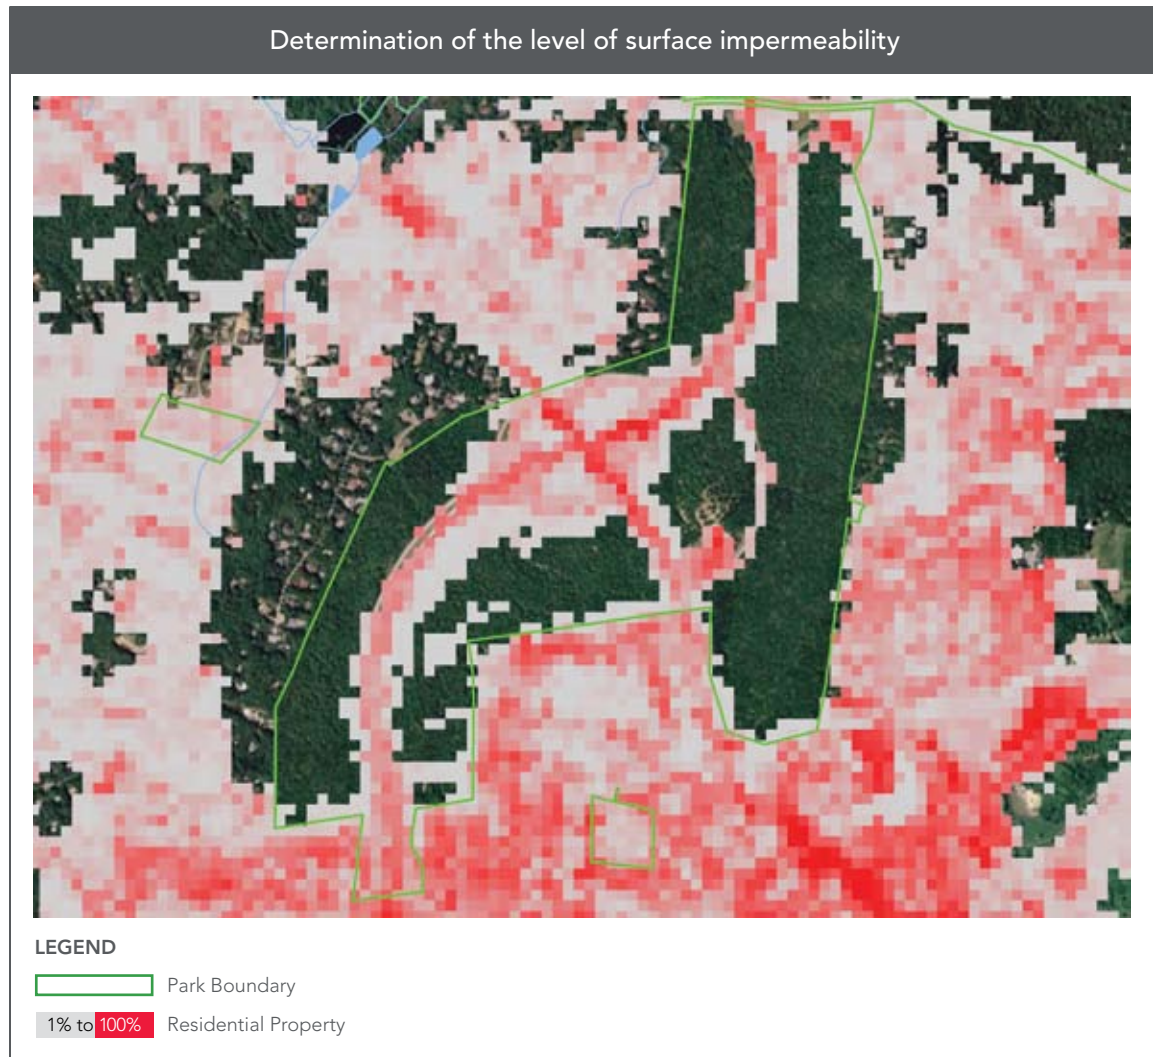 Determination of the level of surface impermeability
LEGEND
Park Boundary
1% to 100% Residential Property